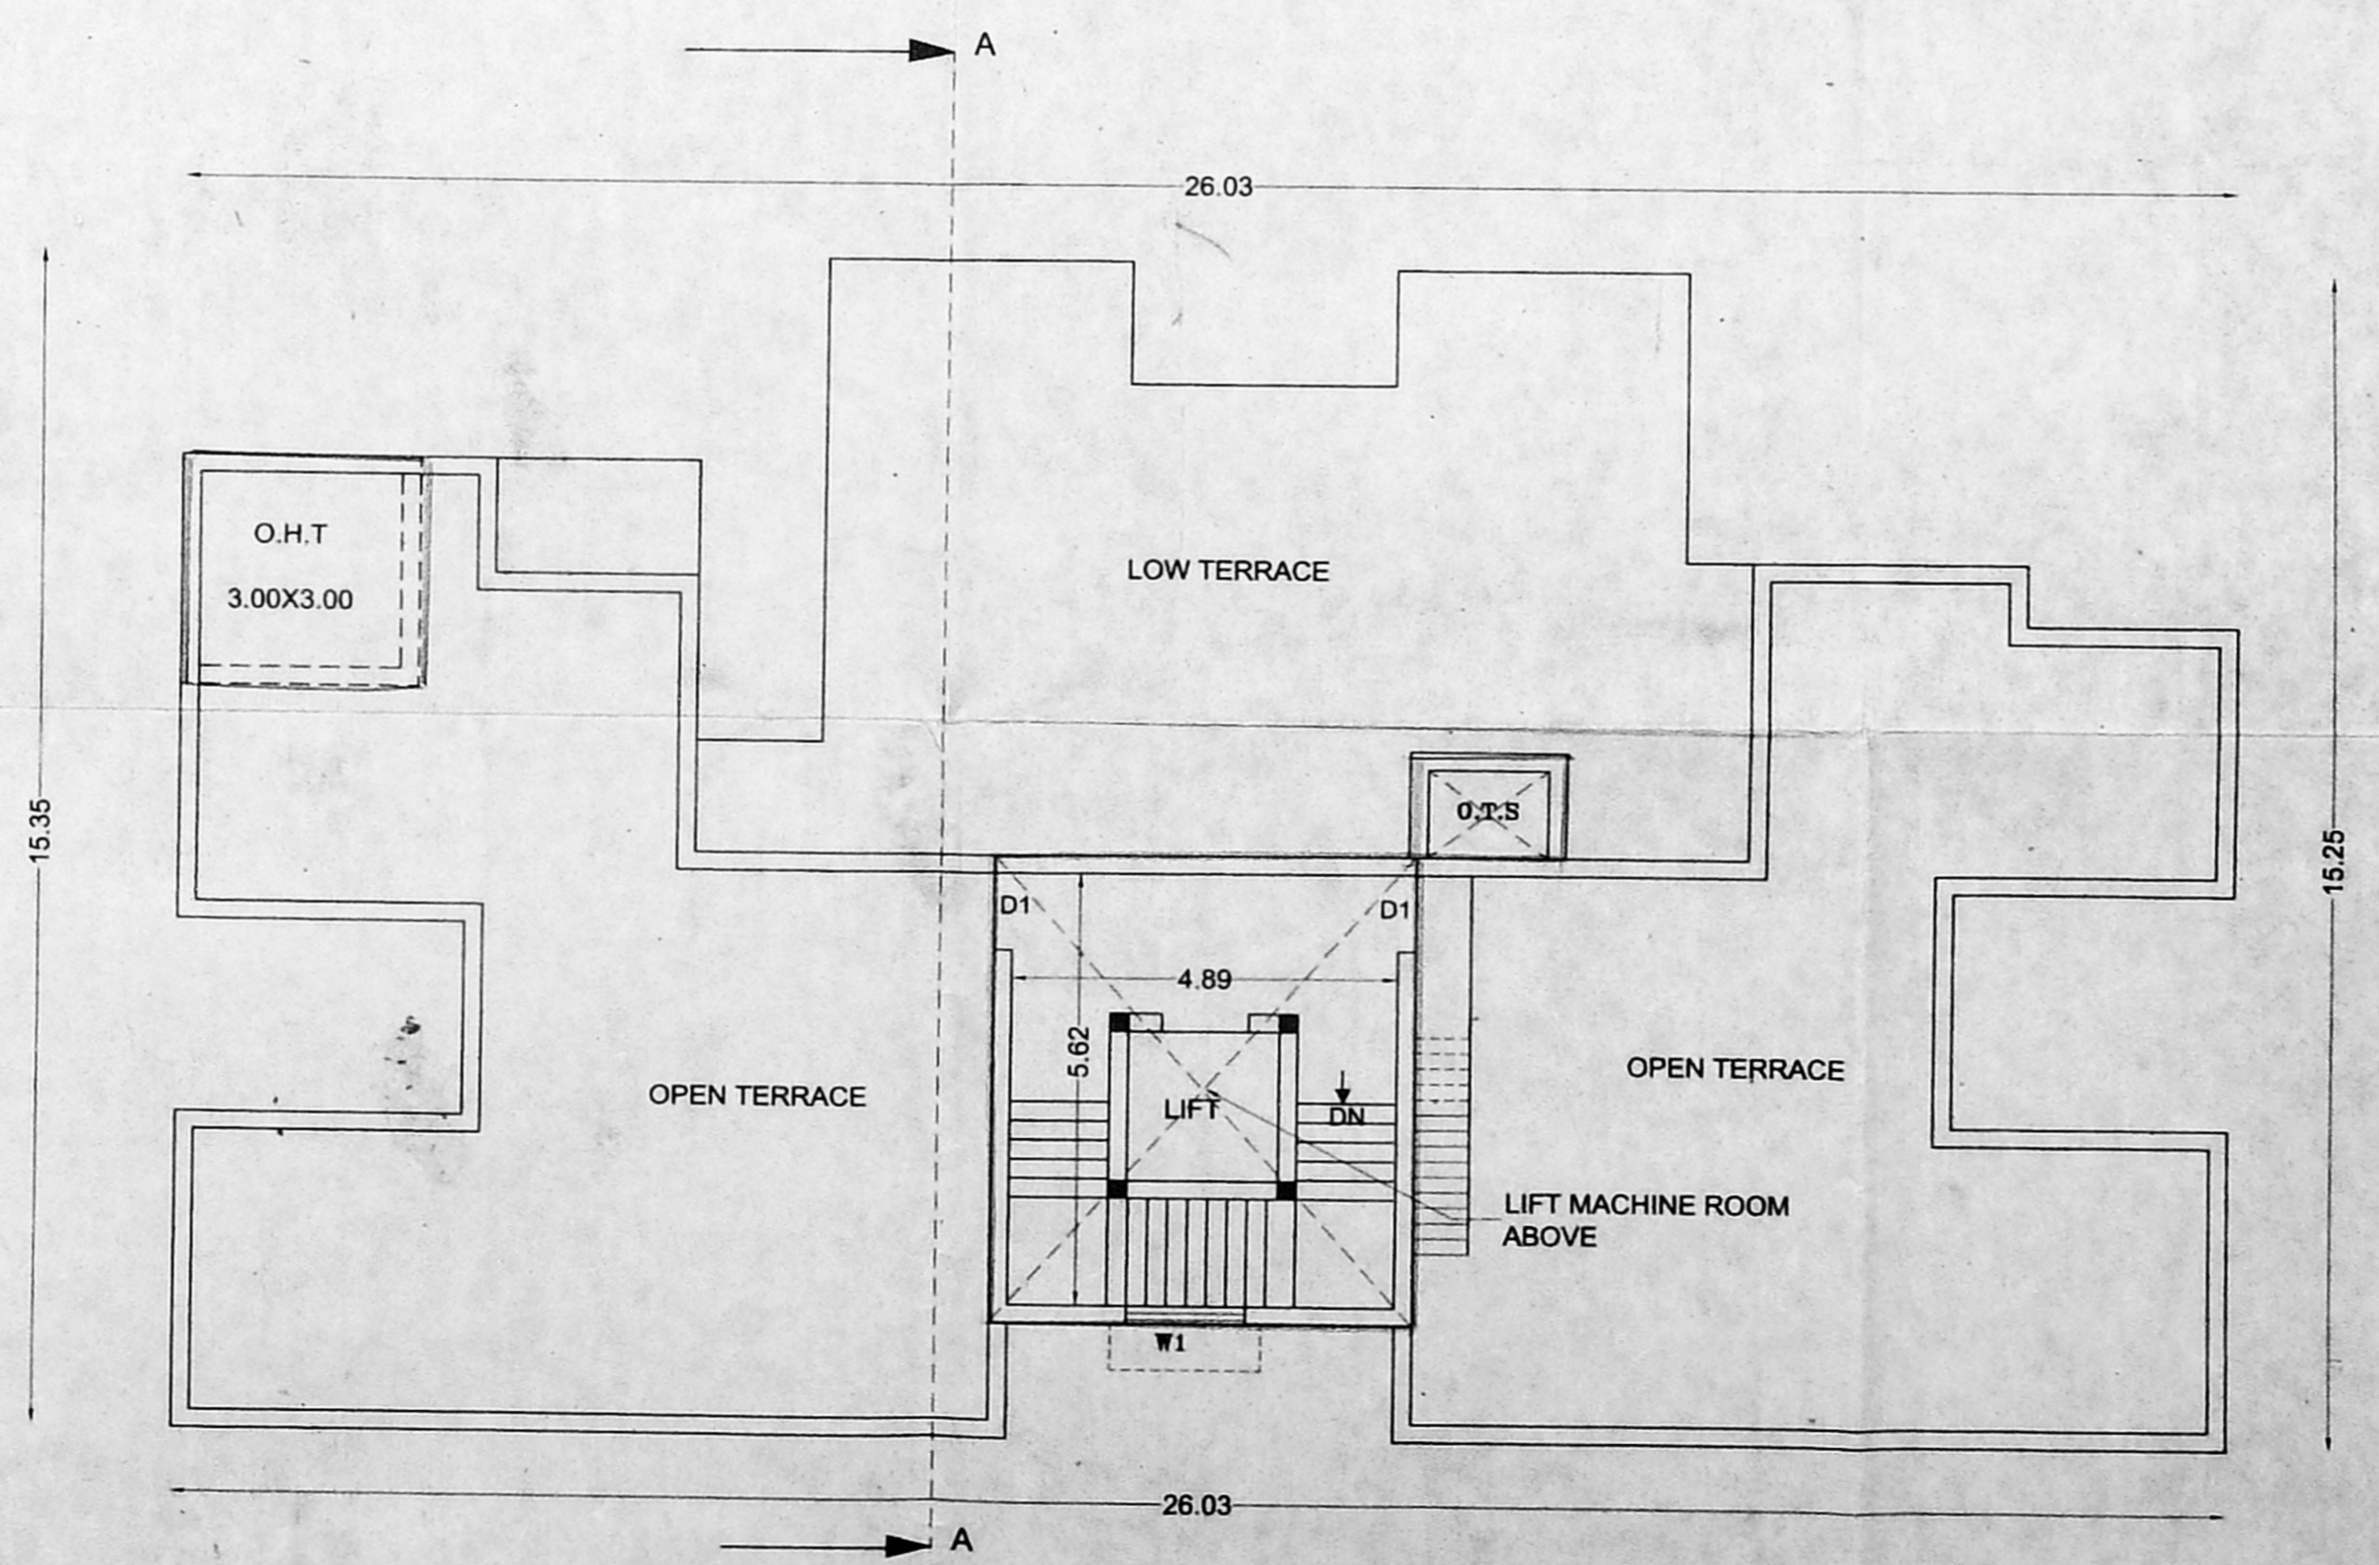 A
26.03
O.H.T
3.00X3.00
LOW TERRACE
15.35
O.T.S
15.25
D1
D1
4.89
5.62
OPEN TERRACE
LIFT
DN
OPEN TERRACE
LIFT MACHINE ROOM
ABOVE
W1
26.03
A